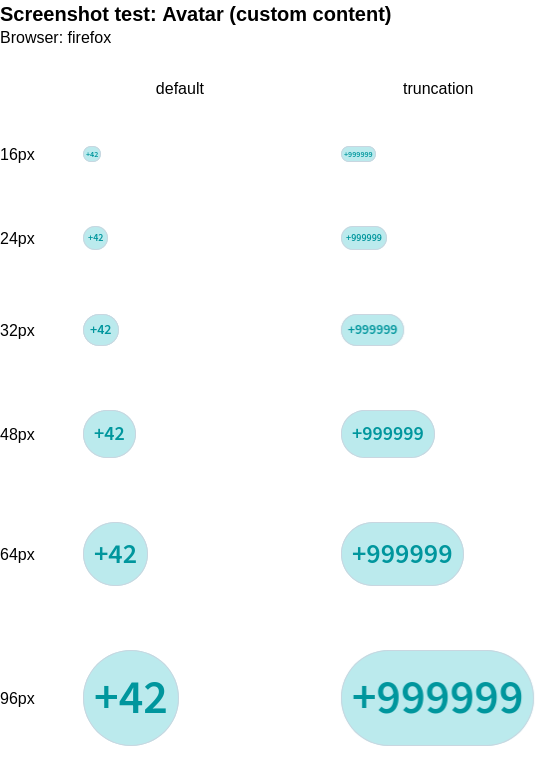 Screenshot test: Avatar (custom content)
Browser: firefox
default truncation
16px +42 +999999
24px +42 +999999
32px +42 +999999
48px +42 +999999
64px +42 +999999
96px +42 +999999